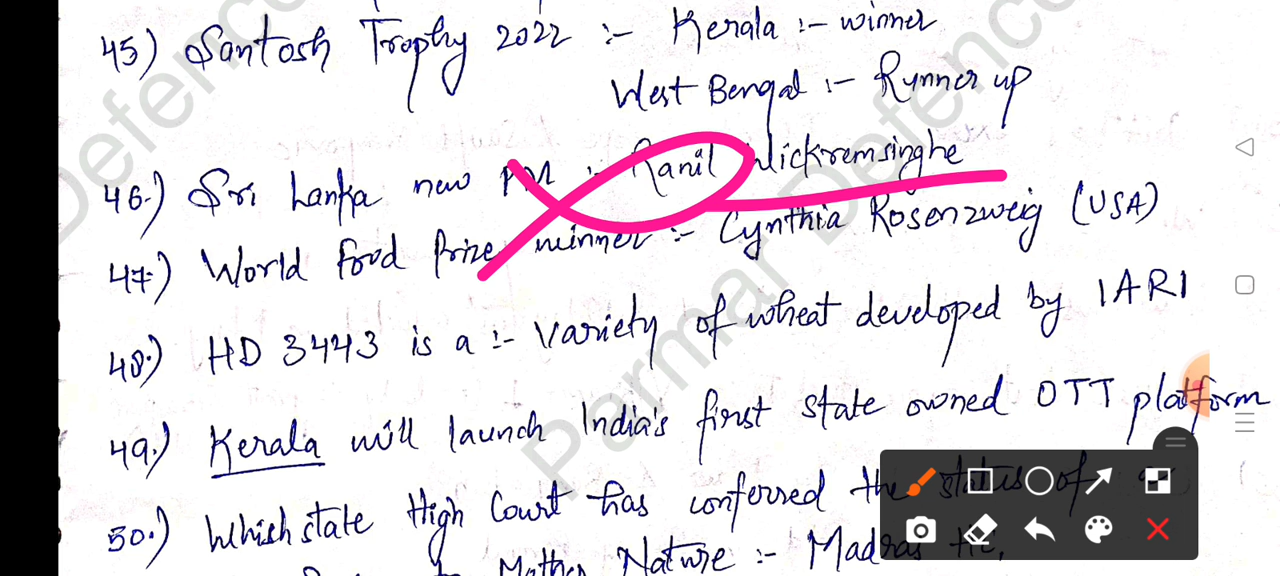 45) Santosh Trophy 2022 :- Kerala :- winner
West Bengal :- Runner up
46.) Sri Lanka new PM :- Ranil Wickremsinghe
47.) World Food Prize winner :- Cynthia Rosenzweig (USA)
48.) HD 3443 is a :- Variety of wheat developed by IARI
49.) Kerala will launch India's first state owned OTT platform
50.) Which state High Court has conferred the status of
Mother Nature :- Madras HC.
Parmar Defence
Defence